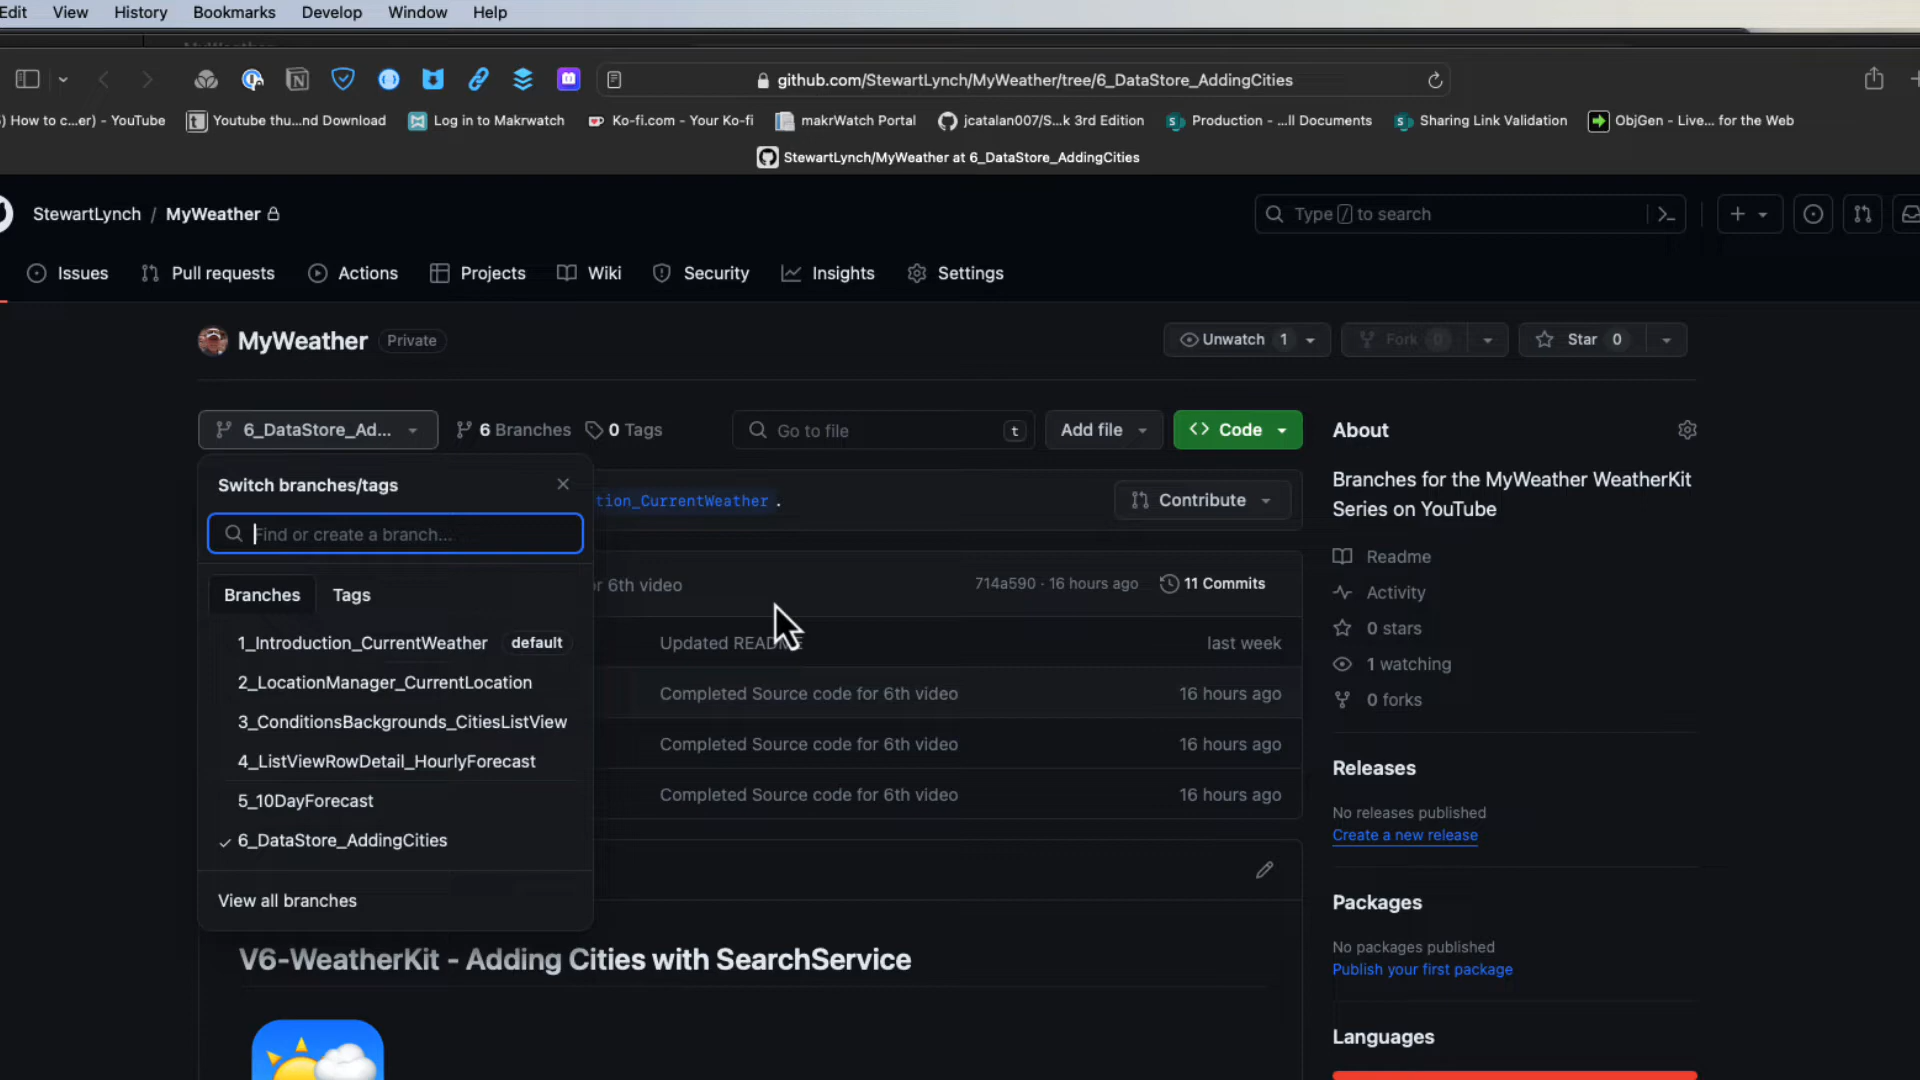 Edit View History Bookmarks Develop Window Help
github.com/StewartLynch/MyWeather/tree/6_DataStore_AddingCities
) How to c...er) - YouTube Youtube thu...nd Download Log in to Makrwatch Ko-fi.com - Your Ko-fi makrWatch Portal jcatalan007/S...k 3rd Edition Production - ...ll Documents Sharing Link Validation ObjGen - Live... for the Web
StewartLynch/MyWeather at 6_DataStore_AddingCities
StewartLynch / MyWeather Type / to search
Issues Pull requests Actions Projects Wiki Security Insights Settings
MyWeather Private Unwatch 1 Fork 0 Star 0
6_DataStore_Ad... 6 Branches 0 Tags Go to file t Add file <> Code About
Switch branches/tags
tion_CurrentWeather . Contribute
Branches for the MyWeather WeatherKit
Series on YouTube
Find or create a branch...
Readme
r 6th video 714a590 · 16 hours ago 11 Commits
Activity
Branches Tags
0 stars
1_Introduction_CurrentWeather default
Updated README last week
1 watching
2_LocationManager_CurrentLocation
Completed Source code for 6th video 16 hours ago
0 forks
3_ConditionsBackgrounds_CitiesListView
Completed Source code for 6th video 16 hours ago
4_ListViewRowDetail_HourlyForecast
Releases
5_10DayForecast
Completed Source code for 6th video 16 hours ago
No releases published
Create a new release
6_DataStore_AddingCities
View all branches
Packages
No packages published
Publish your first package
V6-WeatherKit - Adding Cities with SearchService
Languages